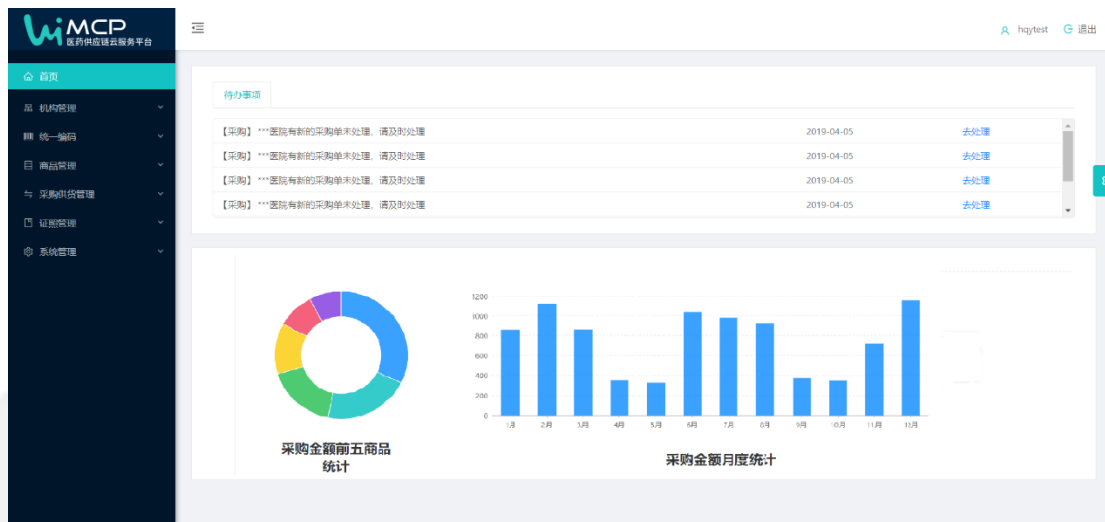 MCP
医药供应链云服务平台
hqytest 退出
首页
机构管理
统一编码
商品管理
采购供货管理
证照管理
系统管理
待办事项
【采购】 ***医院有新的采购单未处理，请及时处理 2019-04-05 去处理
【采购】 ***医院有新的采购单未处理，请及时处理 2019-04-05 去处理
【采购】 ***医院有新的采购单未处理，请及时处理 2019-04-05 去处理
【采购】 ***医院有新的采购单未处理，请及时处理 2019-04-05 去处理
采购金额前五商品
统计
1200
1000
800
600
400
200
0
1月 2月 3月 4月 5月 6月 7月 8月 9月 10月 11月 12月
采购金额月度统计